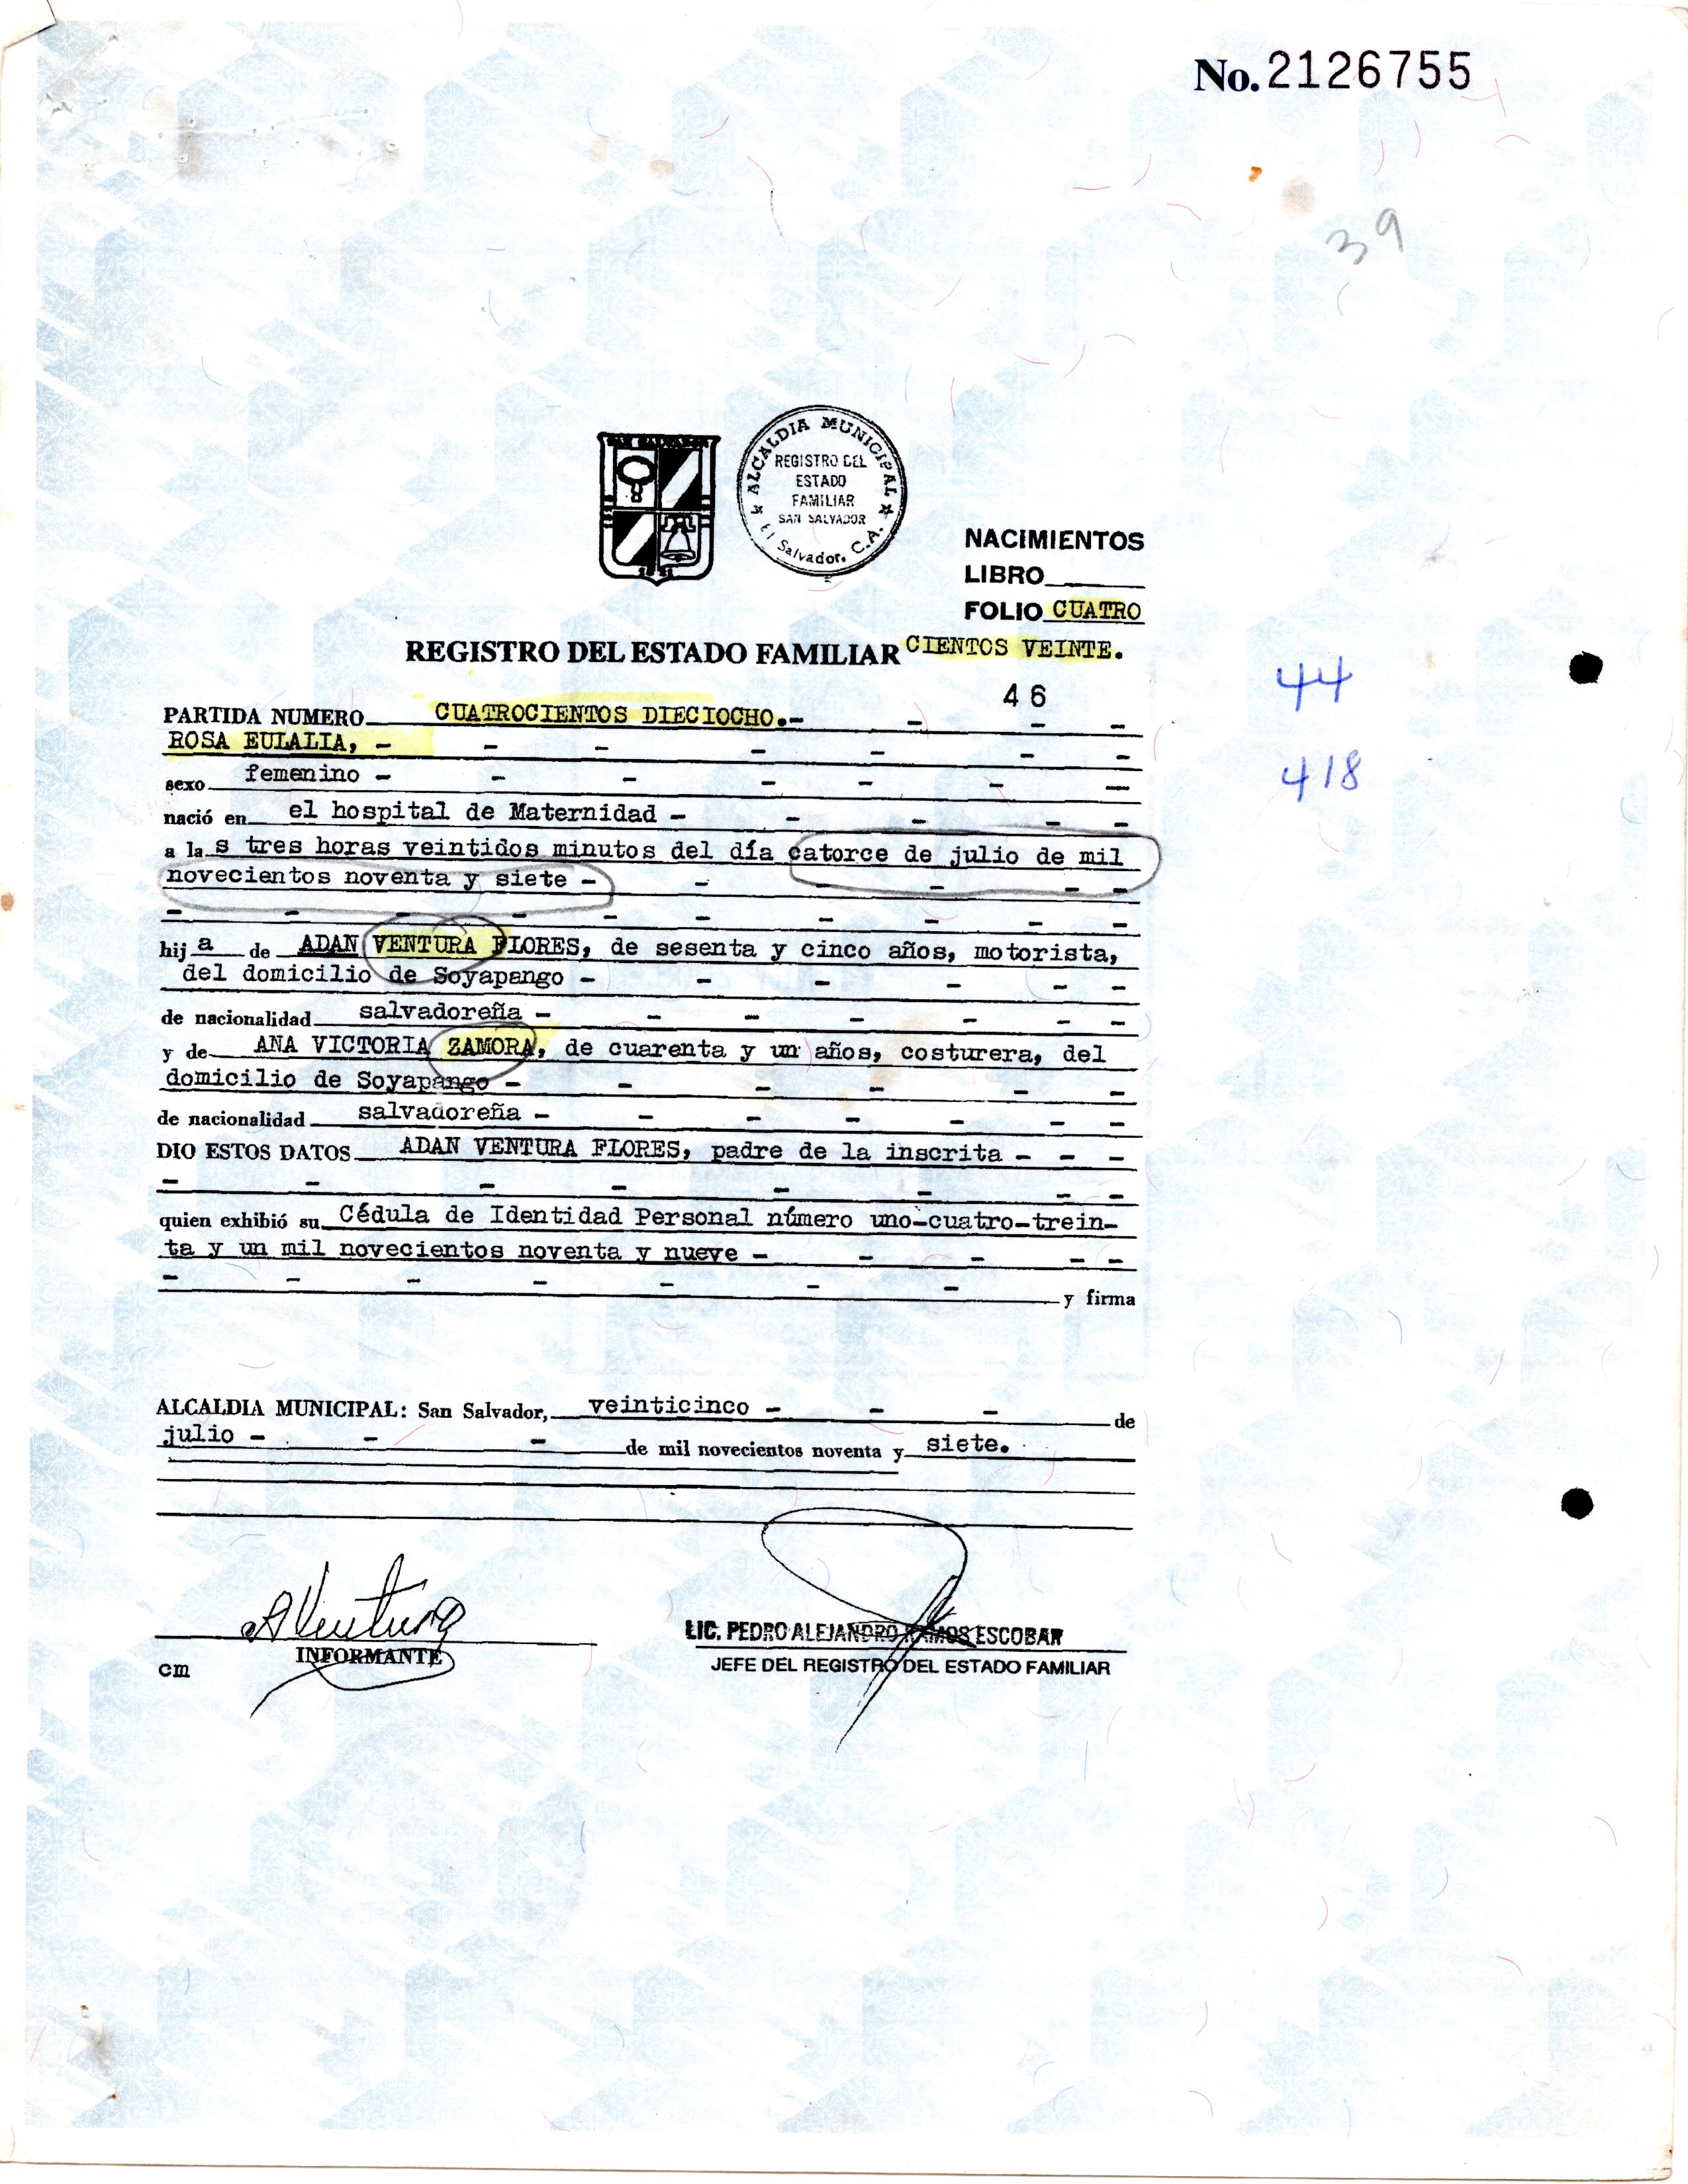 No. 2126755
39
SAN SALVADOR
ALCALDIA MUNICIPAL
REGISTRO DEL
ESTADO
FAMILIAR
SAN SALVADOR
El Salvador, C.A.
NACIMIENTOS
LIBRO
FOLIO CUATRO
REGISTRO DEL ESTADO FAMILIAR CIENTOS VEINTE.
46
44
PARTIDA NUMERO CUATROCIENTOS DIECIOCHO.- - - -
ROSA EULALIA, - - - - - - -
418
sexo femenino - - - - - - -
nació en el hospital de Maternidad - - - - -
a la s tres horas veintidos minutos del día catorce de julio de mil
novecientos noventa y siete - - - - - -
- - - - - - - - - -
hij a de ADAN VENTURA FLORES, de sesenta y cinco años, motorista,
del domicilio de Soyapango - - - - - -
de nacionalidad salvadoreña - - - - - - -
y de ANA VICTORIA ZAMORA, de cuarenta y un años, costurera, del
domicilio de Soyapango - - - - - -
de nacionalidad salvadoreña - - - - - - -
DIO ESTOS DATOS ADAN VENTURA FLORES, padre de la inscrita - - -
- - - - - - - -
quien exhibió su Cédula de Identidad Personal número uno-cuatro-trein-
ta y un mil novecientos noventa y nueve - - - - -
- - - - - - - y firma
ALCALDIA MUNICIPAL: San Salvador, veinticinco - - - de
julio - - - de mil novecientos noventa y siete.
AVentura
INFORMANTE
LIC. PEDRO ALEJANDRO RAMOS ESCOBAR
JEFE DEL REGISTRO DEL ESTADO FAMILIAR
cm